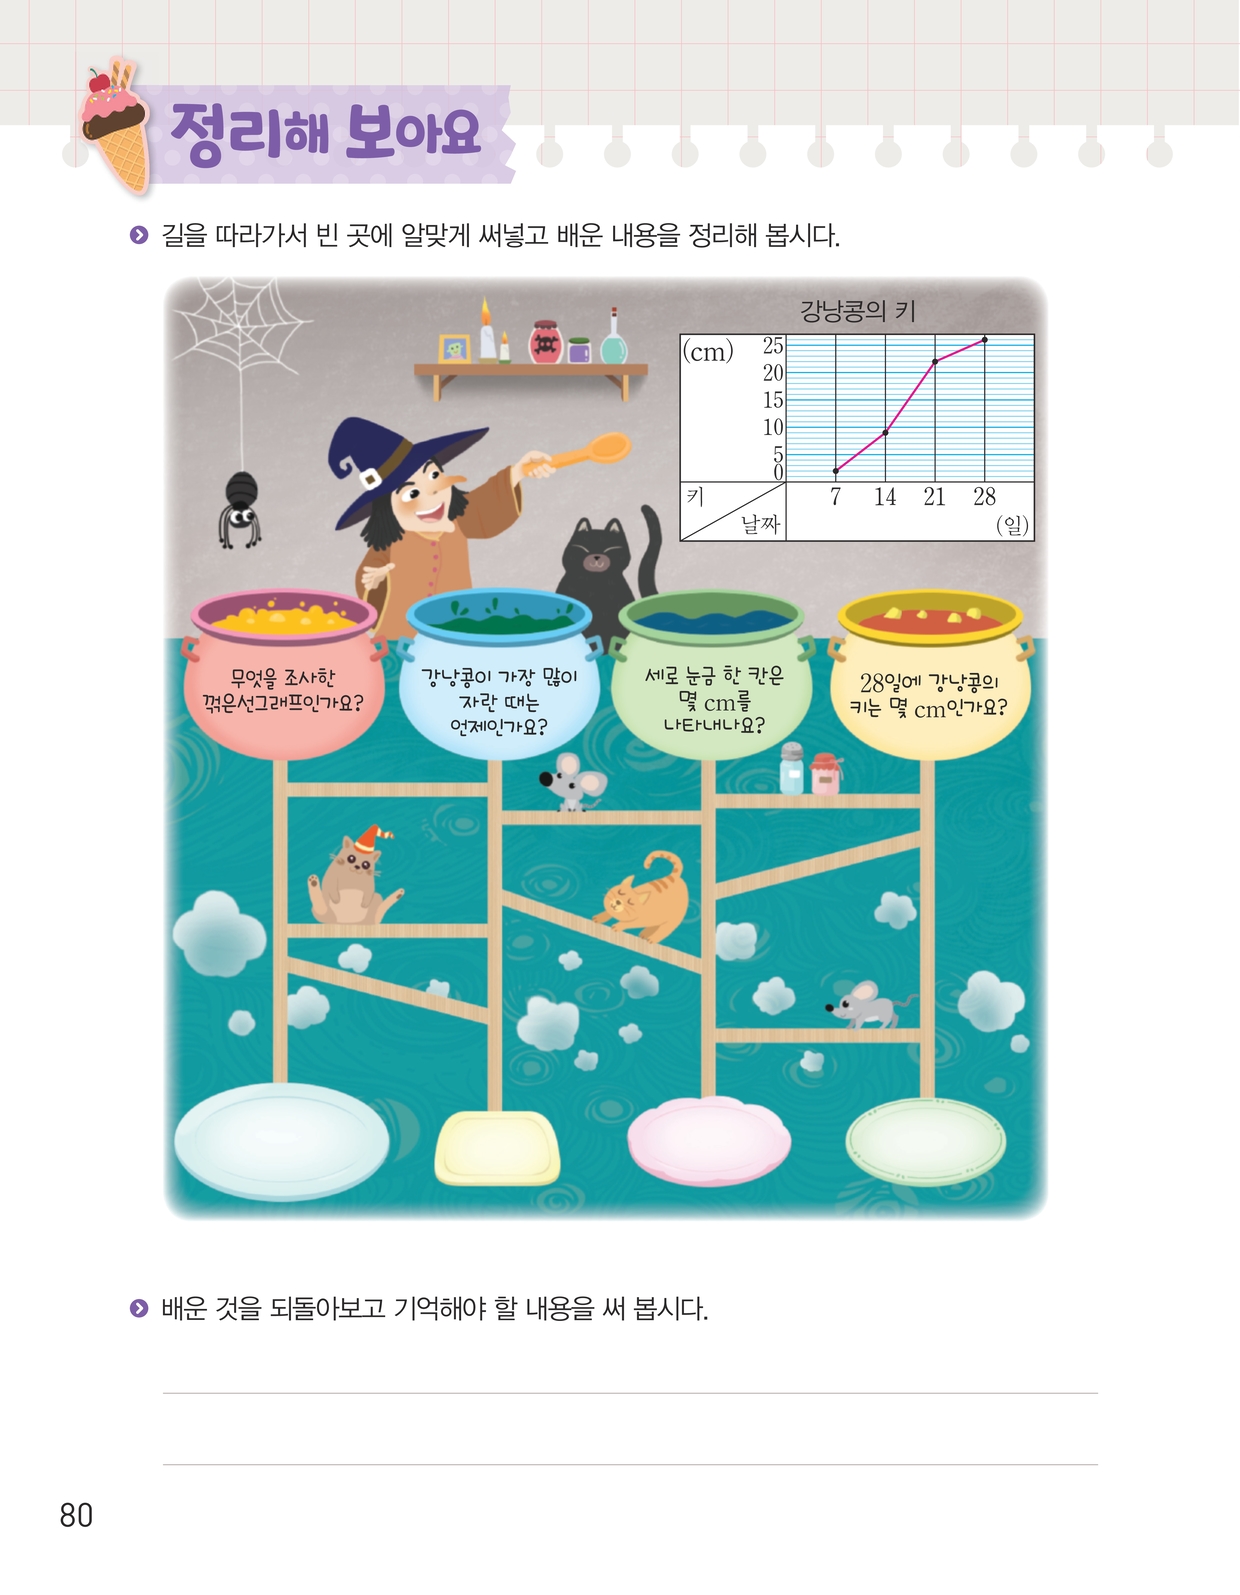 정리해 보아요
길을 따라가서 빈 곳에 알맞게 써넣고 배운 내용을 정리해 봅시다.
강낭콩의 키
(cm)
25
20
15
10
5
0
키
날짜
7 14 21 28
(일)
무엇을 조사한
꺾은선그래프인가요?
강낭콩이 가장 많이
자란 때는
언제인가요?
세로 눈금 한 칸은
몇 cm를
나타내나요?
28일에 강낭콩의
키는 몇 cm인가요?
배운 것을 되돌아보고 기억해야 할 내용을 써 봅시다.
80